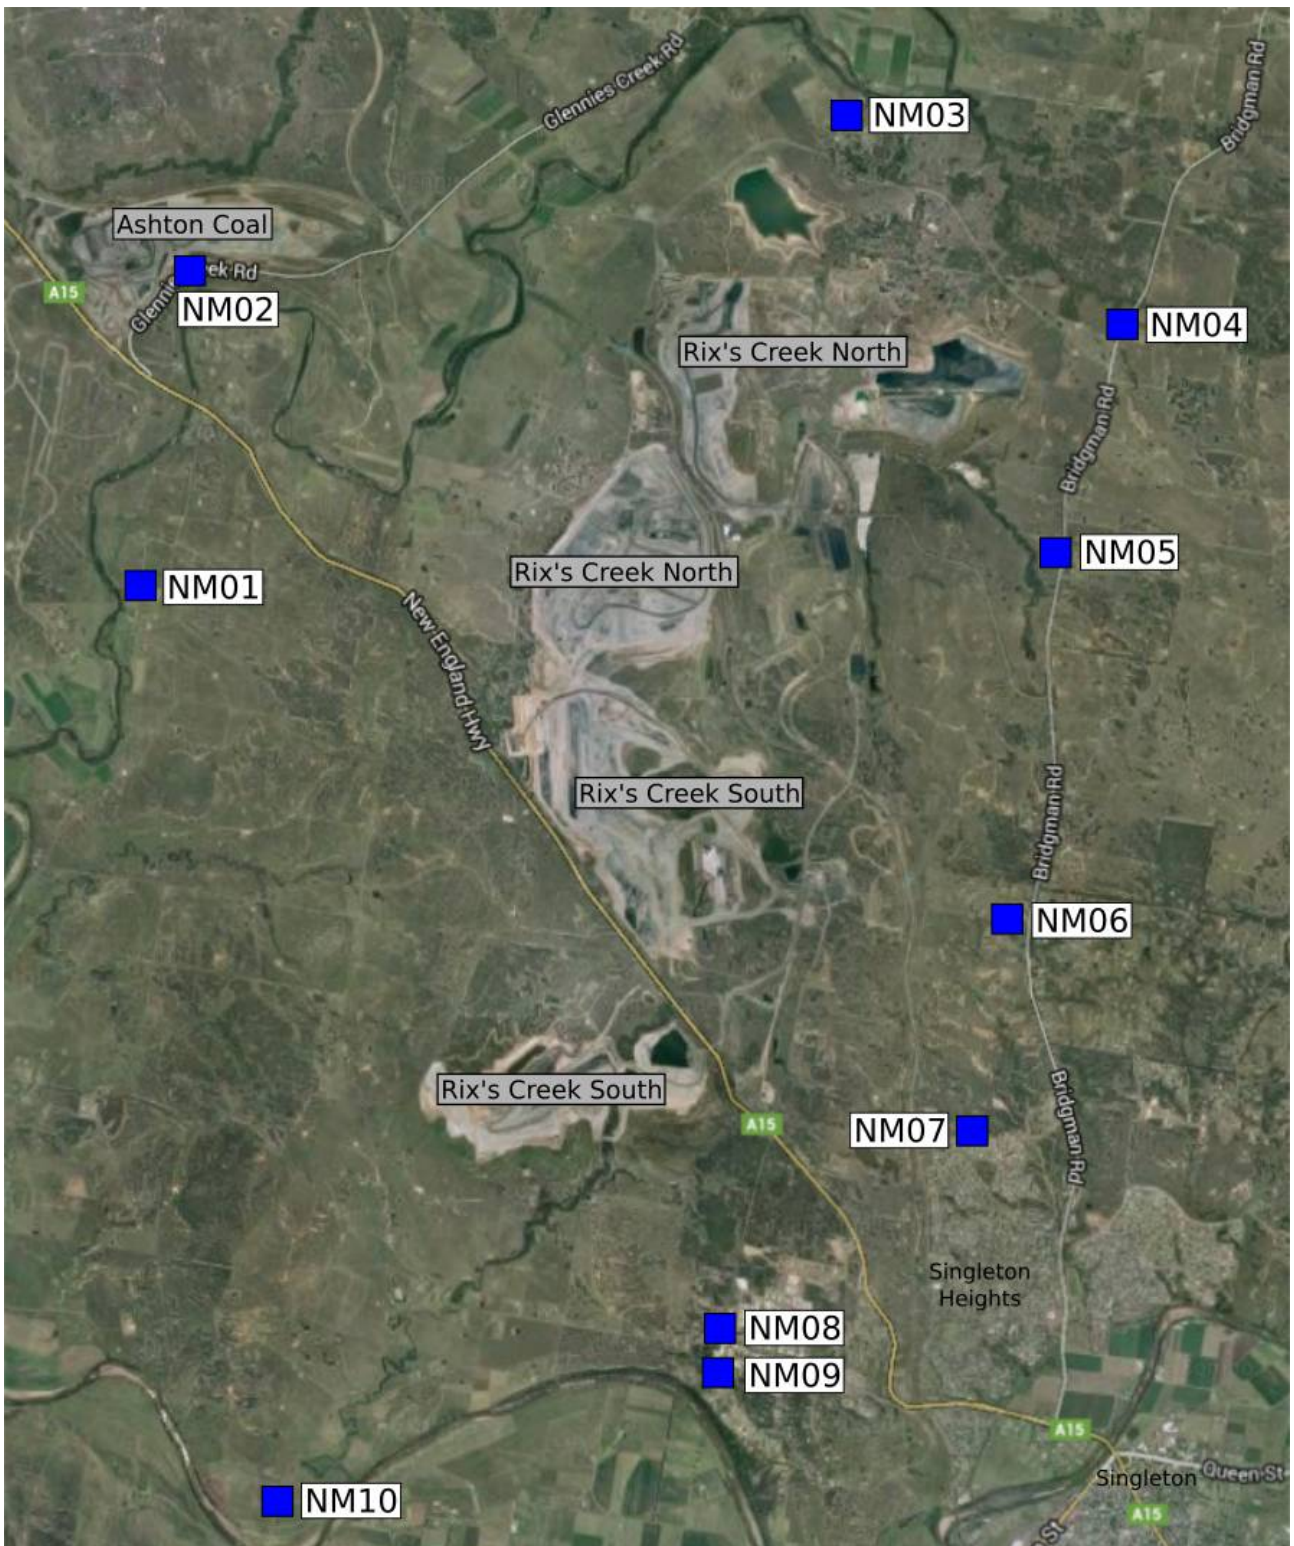 Bridgman Rd
Glennies Creek Rd
NM03
Ashton Coal
A15
Glenni
ek Rd
NM02
NM04
Rix's Creek North
Bridgman Rd
NM05
Rix's Creek North
NM01
New England Hwy
Rix's Creek South
Bridgman Rd
NM06
Rix's Creek South
A15
NM07
Bridgman Rd
Singleton
Heights
NM08
NM09
A15
Queen St
Singleton
NM10
A15
St